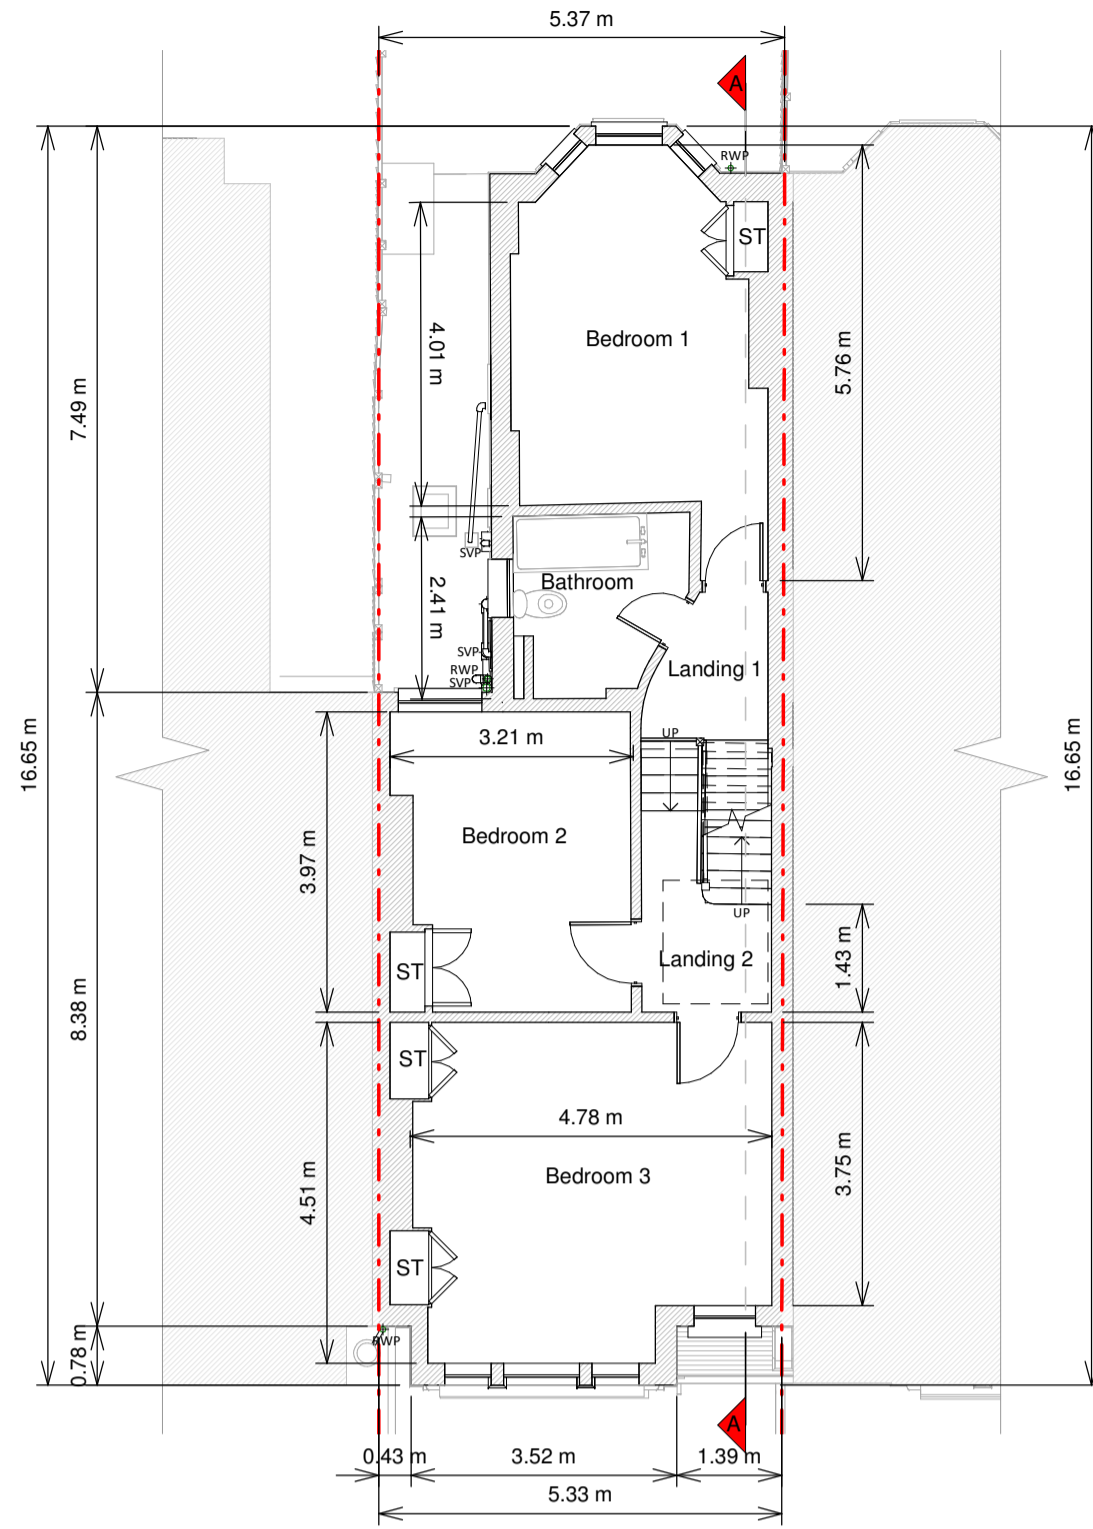 5.37 m
A
RWP
ST
Bedroom 1
4.01 m
5.76 m
7.49 m
SVP
Bathroom
2.41 m
SVP
RWP
SVP
Landing 1
UP
3.21 m
16.65 m
16.65 m
Bedroom 2
3.97 m
UP
ST
Landing 2
1.43 m
8.38 m
ST
4.78 m
Bedroom 3
4.51 m
3.75 m
ST
RWP
0.78 m
A
0.43 m
3.52 m
1.39 m
5.33 m